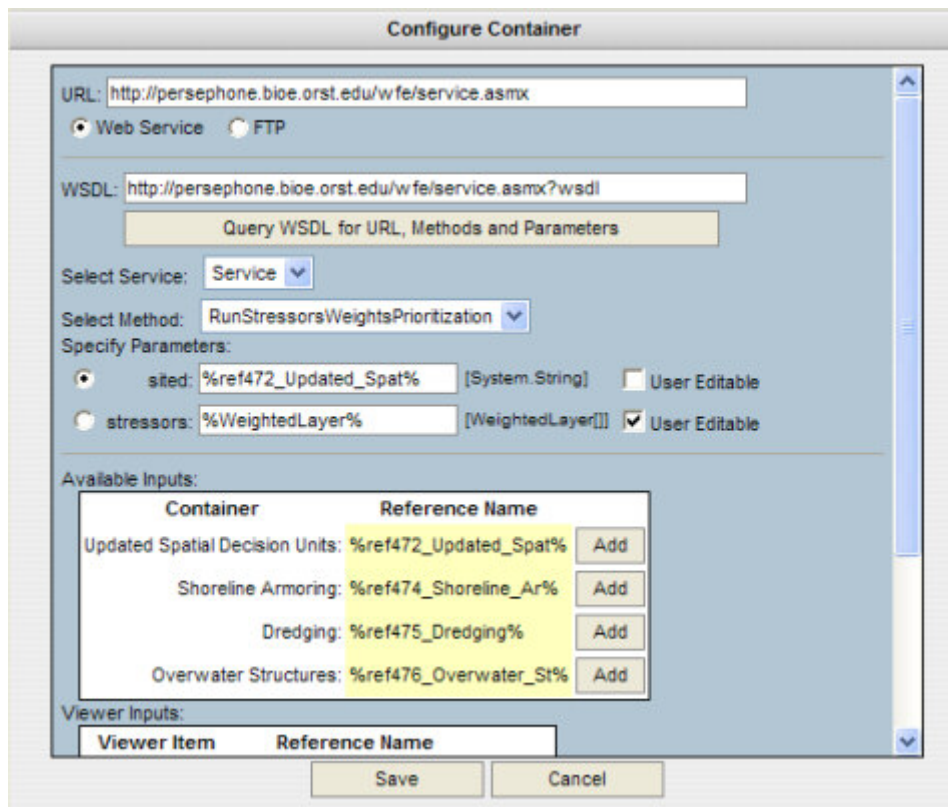 Configure Container
URL: http://persephone.bioe.orst.edu/wfe/service.asmx
Web Service FTP
WSDL: http://persephone.bioe.orst.edu/wfe/service.asmx?wsdl
Query WSDL for URL, Methods and Parameters
Select Service: Service
Select Method: RunStressorsWeightsPrioritization
Specify Parameters:
sited: %ref472_Updated_Spat% [System.String] User Editable
stressors: %WeightedLayer% [WeightedLayer[]] User Editable
Available Inputs:
Container Reference Name
Updated Spatial Decision Units: %ref472_Updated_Spat% Add
Shoreline Armoring: %ref474_Shoreline_Ar% Add
Dredging: %ref475_Dredging% Add
Overwater Structures: %ref476_Overwater_St% Add
Viewer Inputs:
Viewer Item Reference Name
Save Cancel